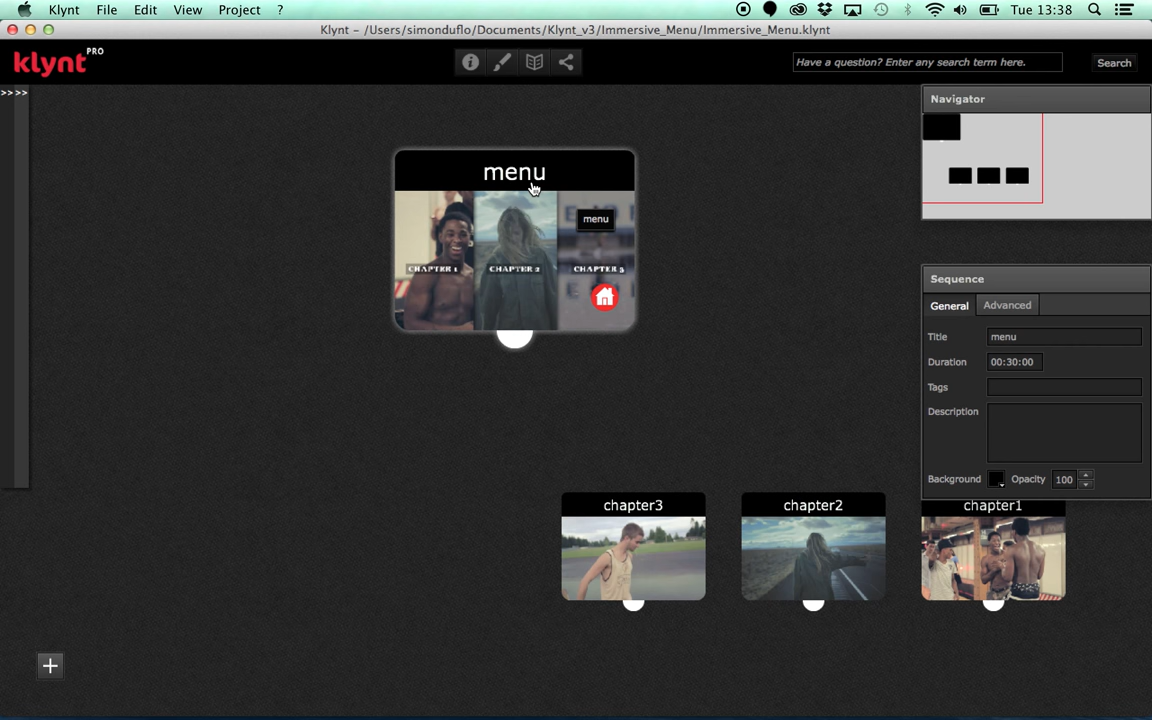 Klynt File Edit View Project ? Tue 13:38
Klynt – /Users/simonduflo/Documents/Klynt_v3/Immersive_Menu/Immersive_Menu.klynt
klynt PRO
Have a question? Enter any search term here. Search
>>>>
Navigator
menu
menu
CHAPTER 1 CHAPTER 2 CHAPTER 3
Sequence
General Advanced
Title menu
Duration 00:30:00
Tags
Description
Background Opacity 100
chapter3 chapter2 chapter1
+